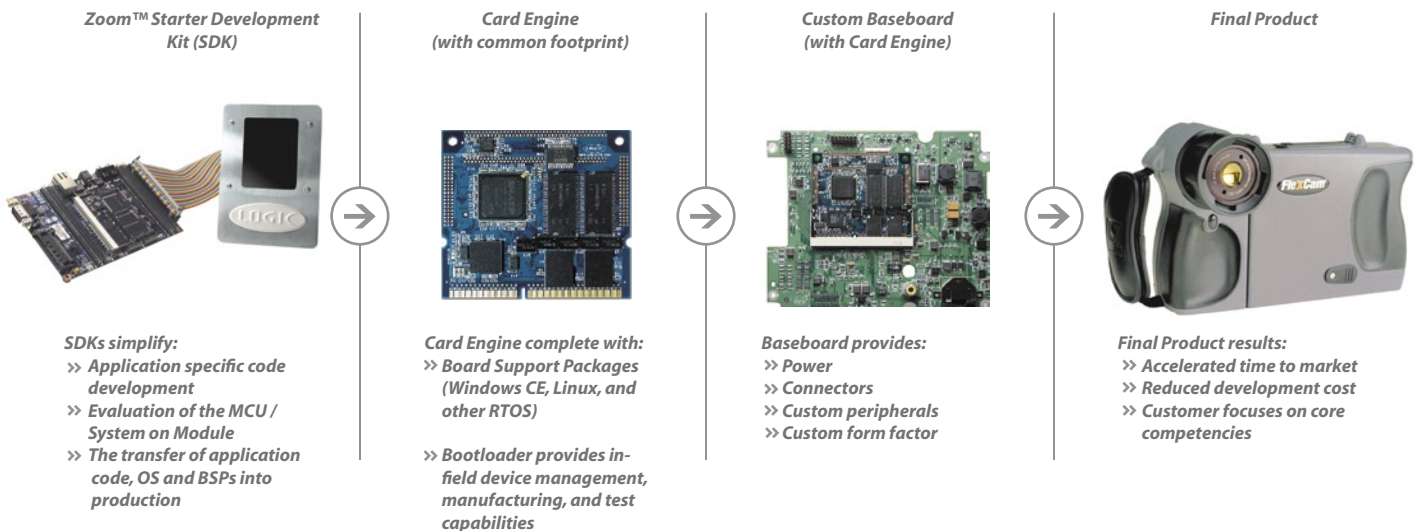 Zoom™ Starter Development
Kit (SDK)
Card Engine
(with common footprint)
Custom Baseboard
(with Card Engine)
Final Product
LOGIC
FlexCam
SDKs simplify:
›› Application specific code
development
›› Evaluation of the MCU /
System on Module
›› The transfer of application
code, OS and BSPs into
production
Card Engine complete with:
›› Board Support Packages
(Windows CE, Linux, and
other RTOS)
›› Bootloader provides in-
field device management,
manufacturing, and test
capabilities
Baseboard provides:
›› Power
›› Connectors
›› Custom peripherals
›› Custom form factor
Final Product results:
›› Accelerated time to market
›› Reduced development cost
›› Customer focuses on core
competencies